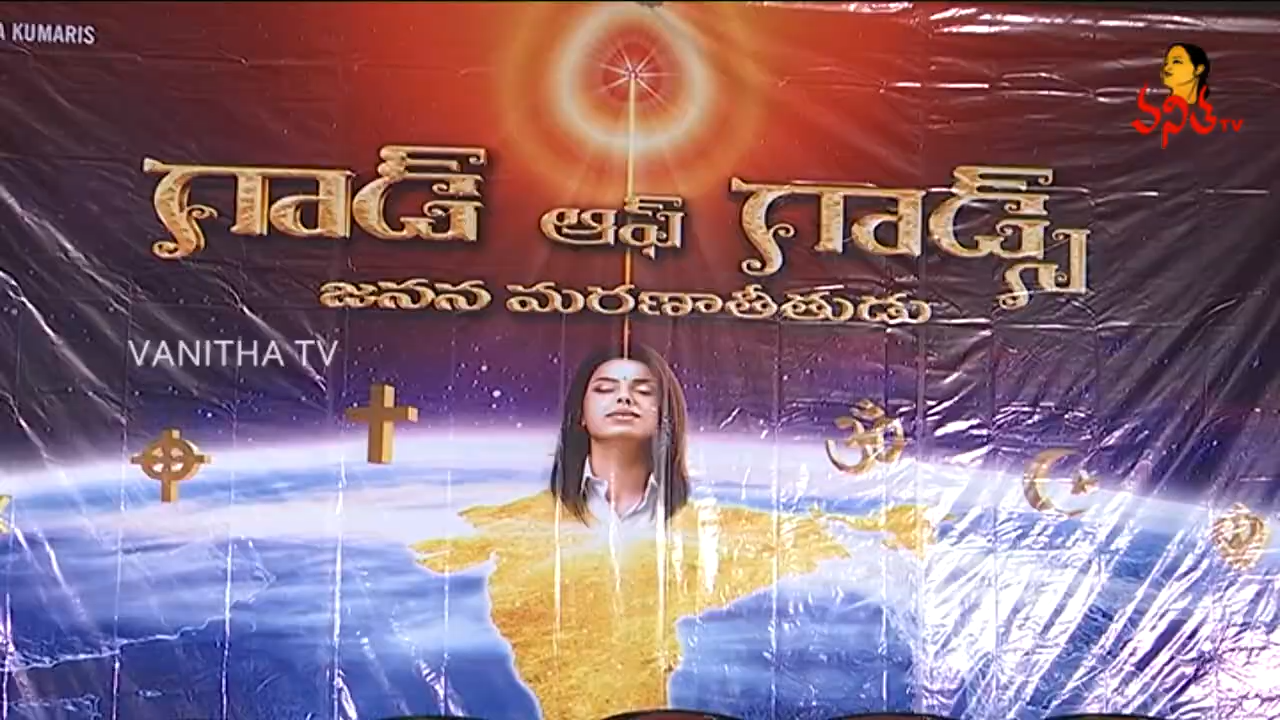 A KUMARIS
వనిత TV
గాడ్ ఆఫ్ గాడ్స్
జనన మరణాతీతుడు
VANITHA TV